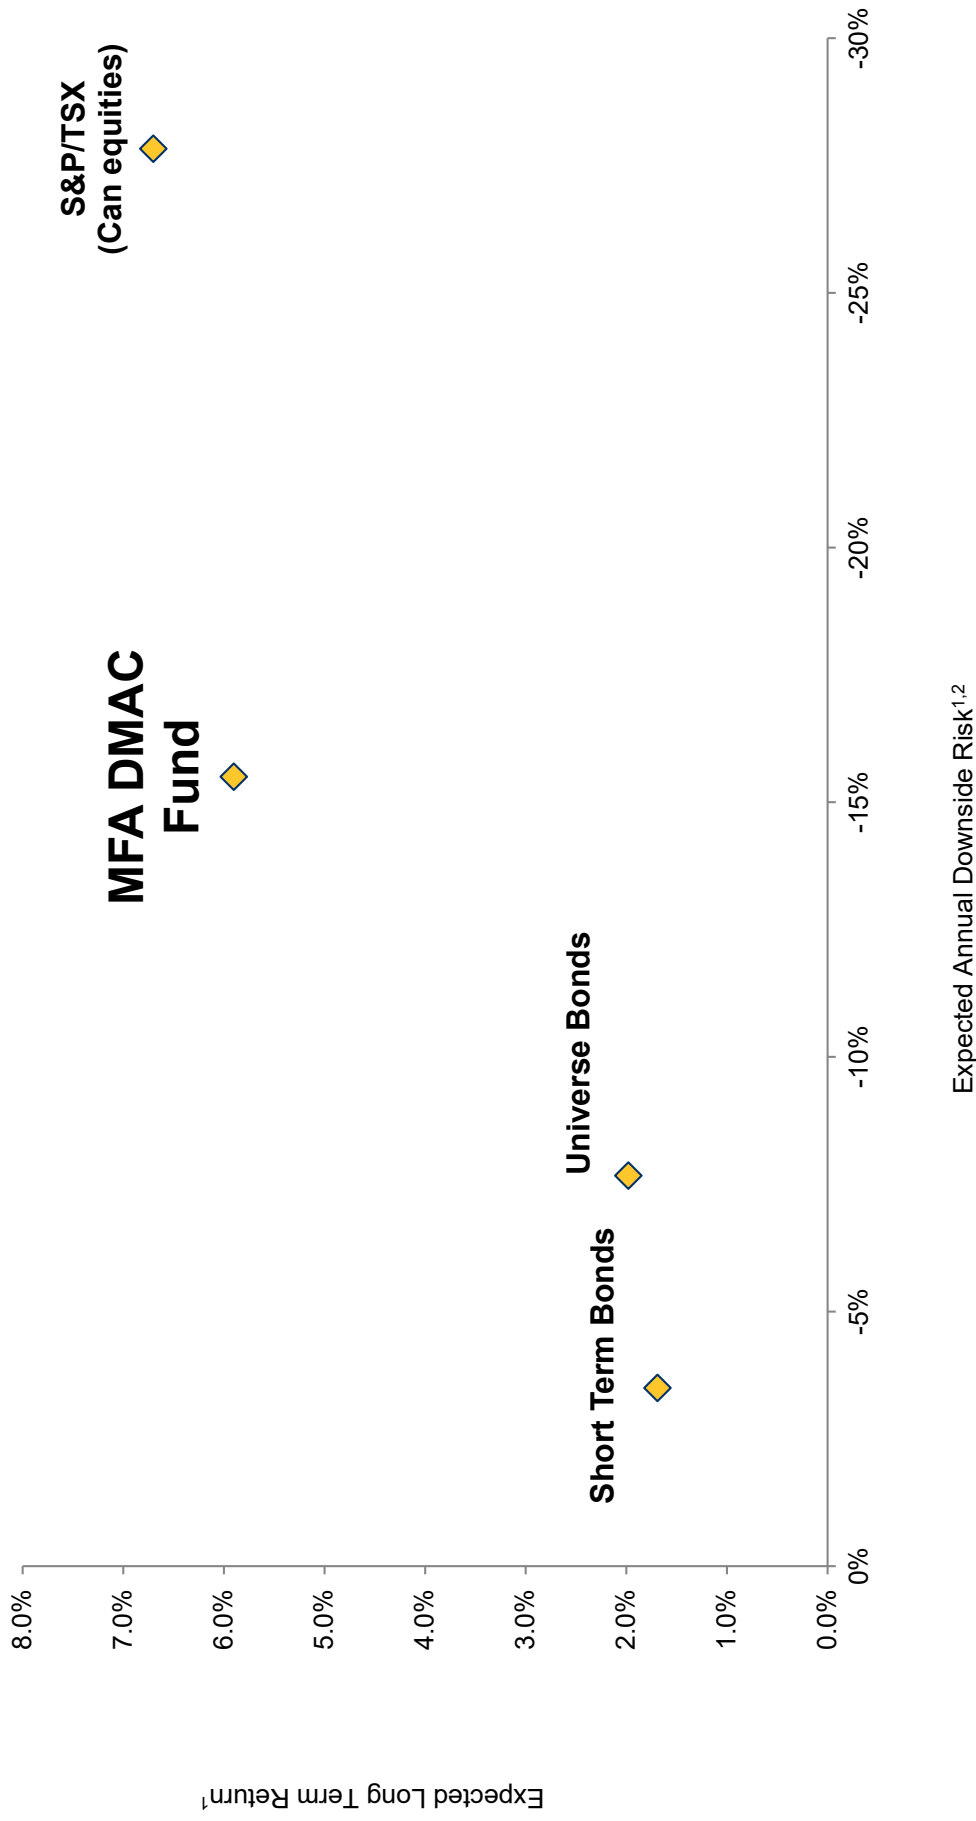 8.0%
7.0%
6.0%
5.0%
4.0%
3.0%
2.0%
1.0%
0.0%
Expected Long Term Return¹
S&P/TSX
(Can equities)
MFA DMAC
Fund
Universe Bonds
Short Term Bonds
0%
-5%
-10%
-15%
-20%
-25%
-30%
Expected Annual Downside Risk¹,²